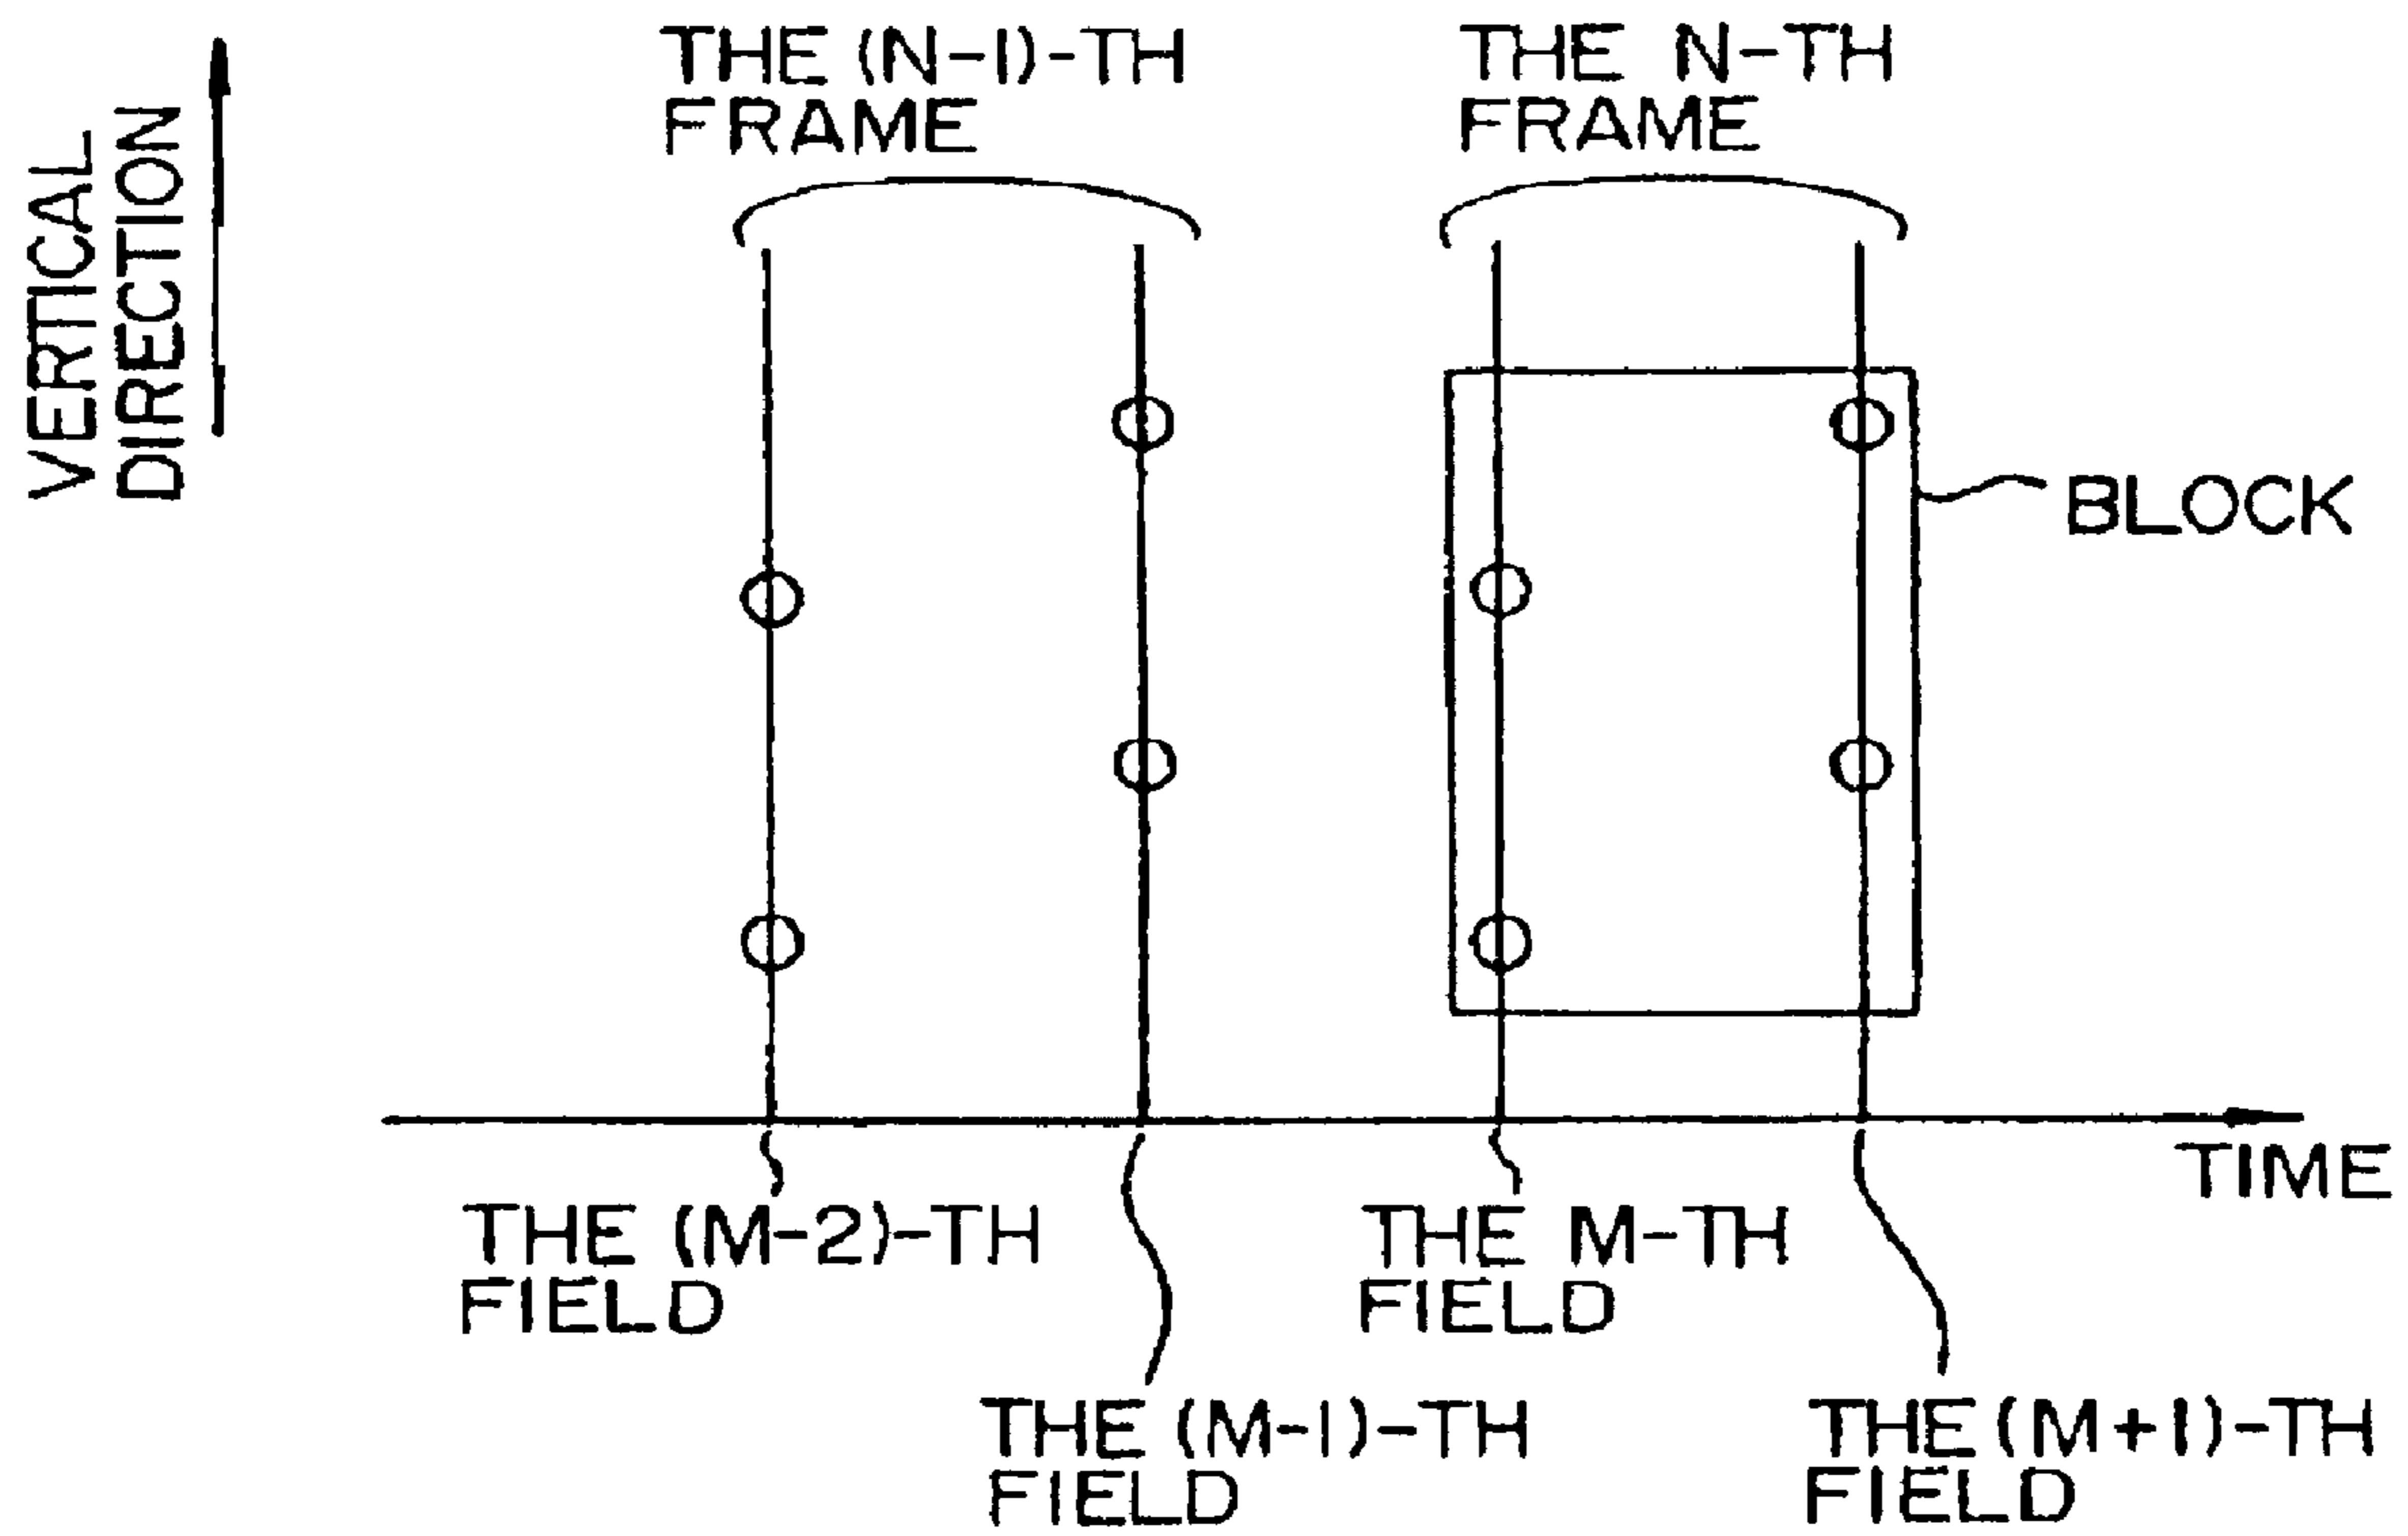 VERTICAL
DIRECTION
THE (N-1)-TH
FRAME
THE N-TH
FRAME
BLOCK
TIME
THE (M-2)-TH
FIELD
THE M-TH
FIELD
THE (M-1)-TH
FIELD
THE (M+1)-TH
FIELD